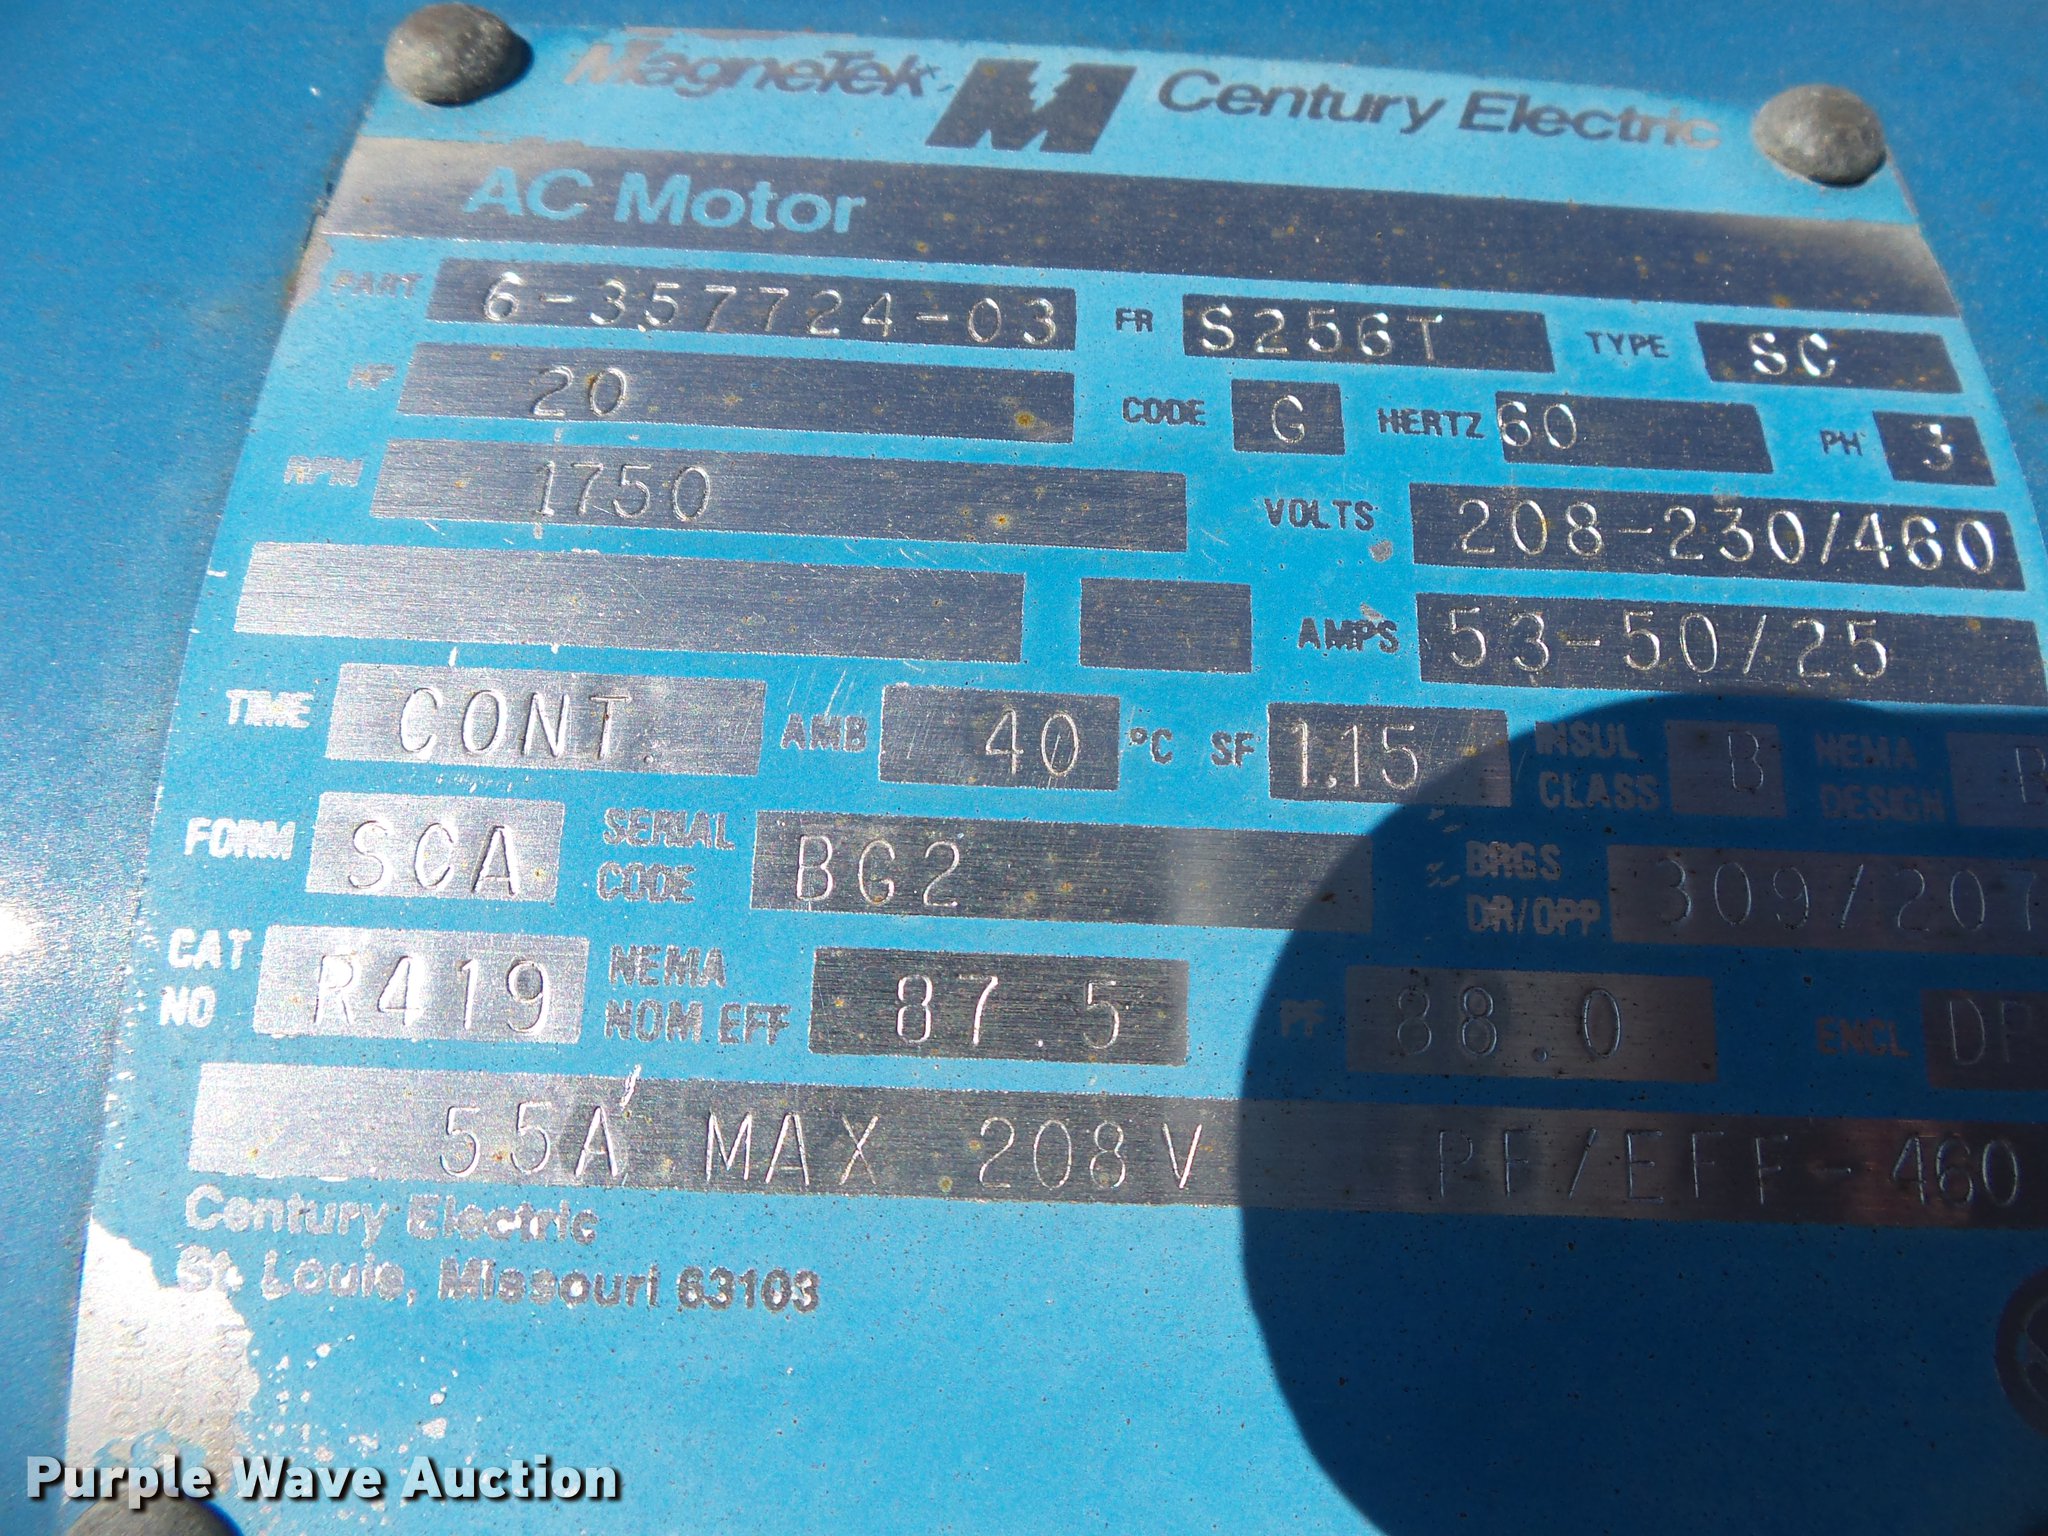 MagneTek Century Electric
AC Motor
PART 6-357724-03 FR S256T TYPE SC
HP 20 CODE G HERTZ 60 PH 3
RPM 1750 VOLTS 208-230/460
AMPS 53-50/25
TIME CONT. AMB 40 °C SF 1.15 INSUL CLASS B NEMA DESIGN B
FORM SCA SERIAL CODE BG2 BRGS DR/OPP 309/207
CAT NO R419 NEMA NOM EFF 87.5 PF 88.0 ENCL DP
55A MAX 208V PF/EFF-460
Century Electric
St. Louis, Missouri 63103
Purple Wave Auction